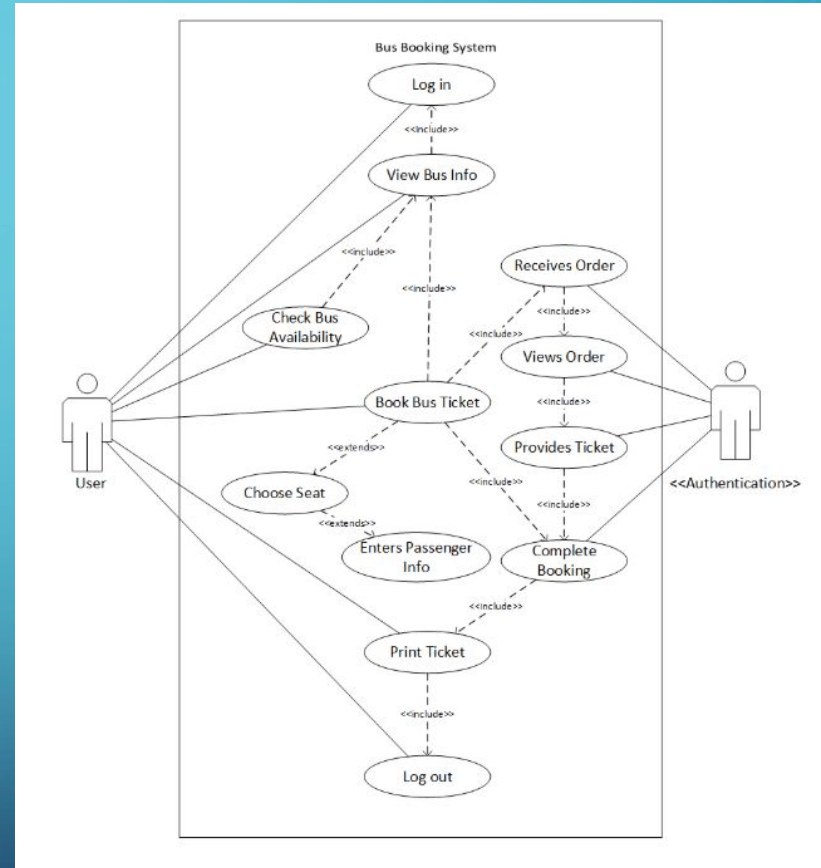 Bus Booking System
Log in
<<include>>
View Bus Info
<<include>>
Receives Order
<<include>>
Check Bus
Availability
<<include>>
<<include>>
Views Order
Book Bus Ticket
<<include>>
<<extends>>
Provides Ticket
User
<<Authentication>>
Choose Seat
<<include>>
<<include>>
<<extends>>
Enters Passenger
Info
Complete
Booking
<<include>>
Print Ticket
<<include>>
Log out